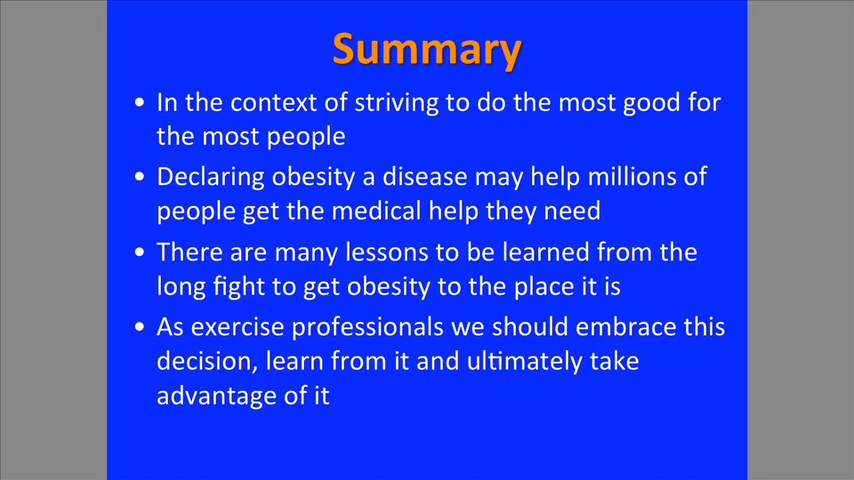 Summary
• In the context of striving to do the most good for
the most people
• Declaring obesity a disease may help millions of
people get the medical help they need
• There are many lessons to be learned from the
long fight to get obesity to the place it is
• As exercise professionals we should embrace this
decision, learn from it and ultimately take
advantage of it